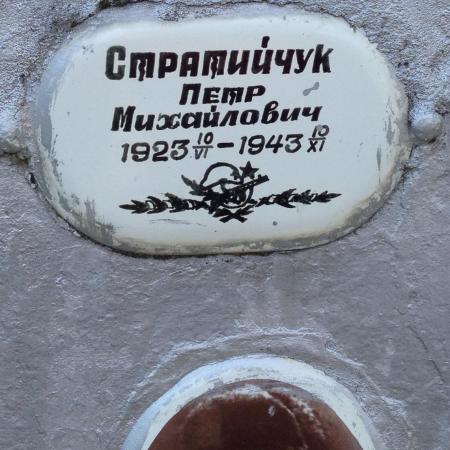 Стратийчук
Петр
Михайлович
1923 10/VI – 1943 10/XI